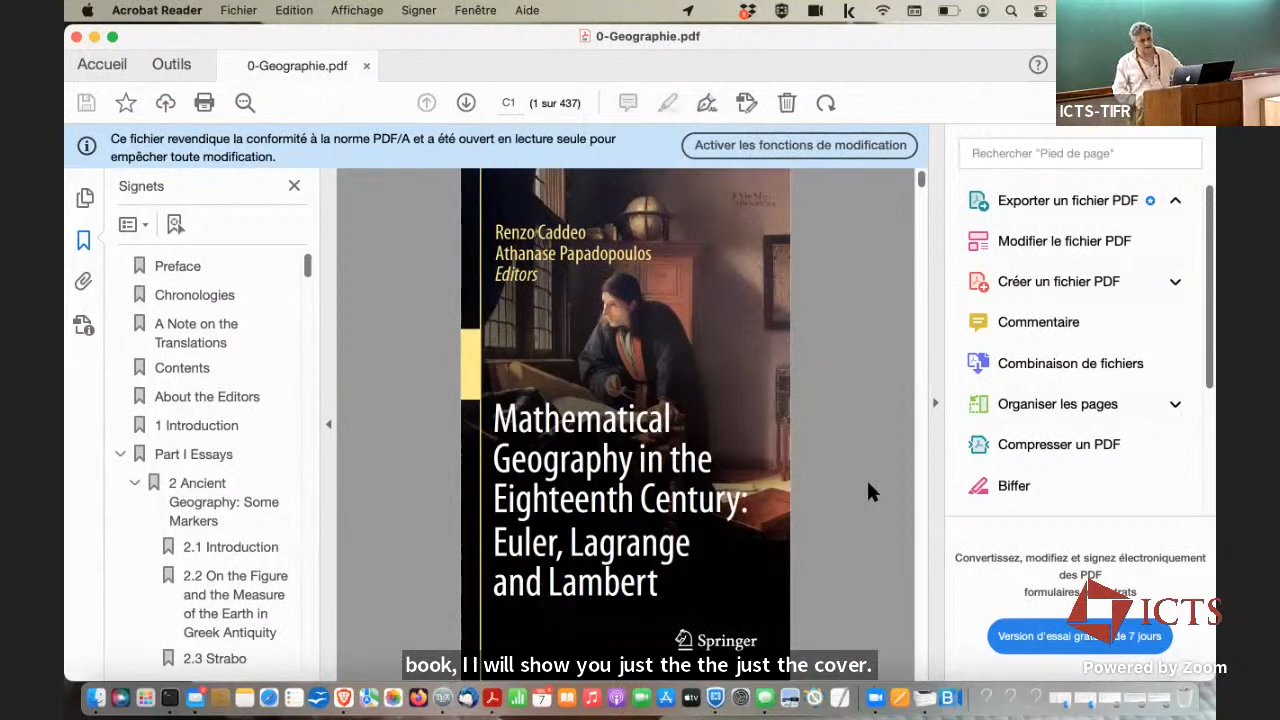 Acrobat Reader Fichier Edition Affichage Signer Fenêtre Aide
0-Geographie.pdf
Accueil Outils 0-Geographie.pdf ×
C1 (1 sur 437)
ICTS-TIFR
Ce fichier revendique la conformité à la norme PDF/A et a été ouvert en lecture seule pour
empêcher toute modification.
Activer les fonctions de modification
Signets
Preface
Chronologies
A Note on the
Translations
Contents
About the Editors
1 Introduction
Part I Essays
2 Ancient
Geography: Some
Markers
2.1 Introduction
2.2 On the Figure
and the Measure
of the Earth in
Greek Antiquity
2.3 Strabo
Renzo Caddeo
Athanase Papadopoulos
Editors
Mathematical
Geography in the
Eighteenth Century:
Euler, Lagrange
and Lambert
Springer
Rechercher "Pied de page"
Exporter un fichier PDF
Modifier le fichier PDF
Créer un fichier PDF
Commentaire
Combinaison de fichiers
Organiser les pages
Compresser un PDF
Biffer
Convertissez, modifiez et signez électroniquement
des PDF
formulaires
Version d'essai de 7 jours
ICTS
Powered by Zoom
book, I I will show you just the the just the cover.